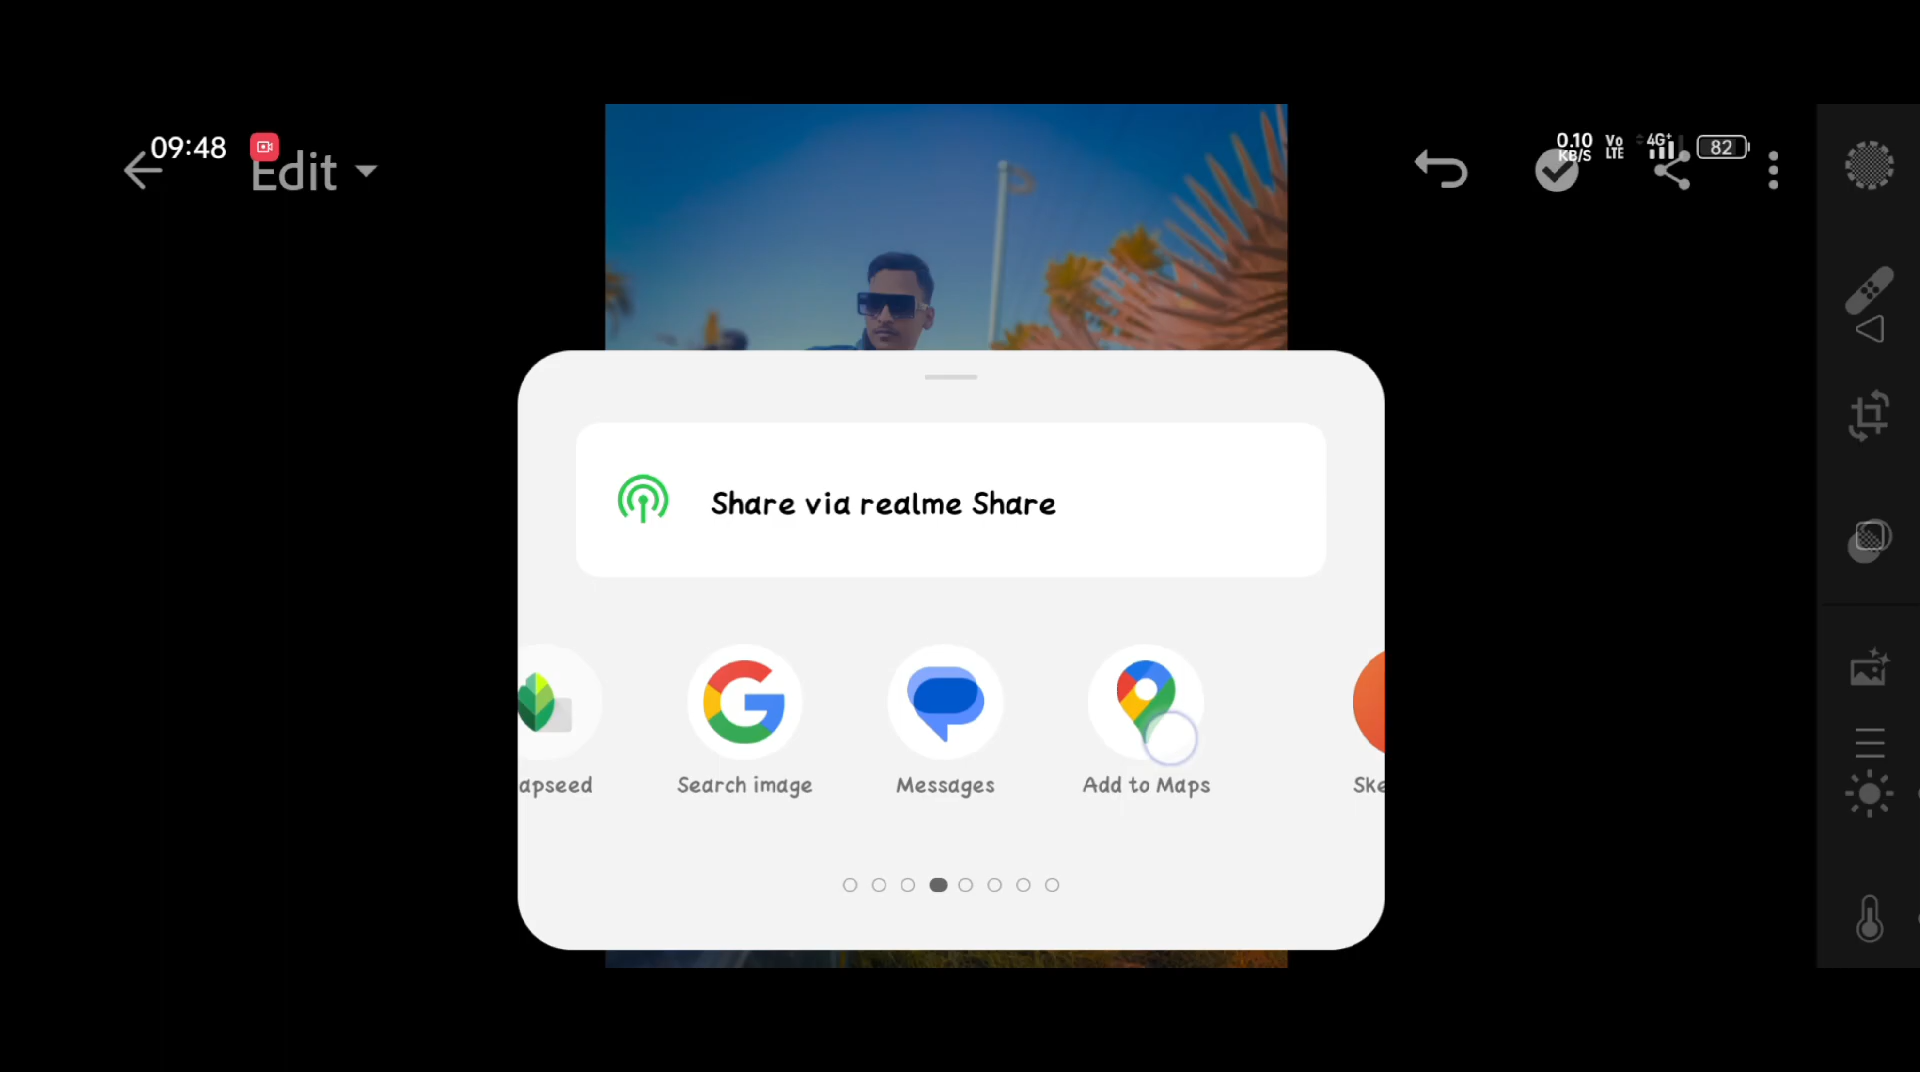 09:48
Edit
0.10
KB/S
Vo
LTE
4G+
82
Share via realme Share
apseed
Search image
Messages
Add to Maps
Ske